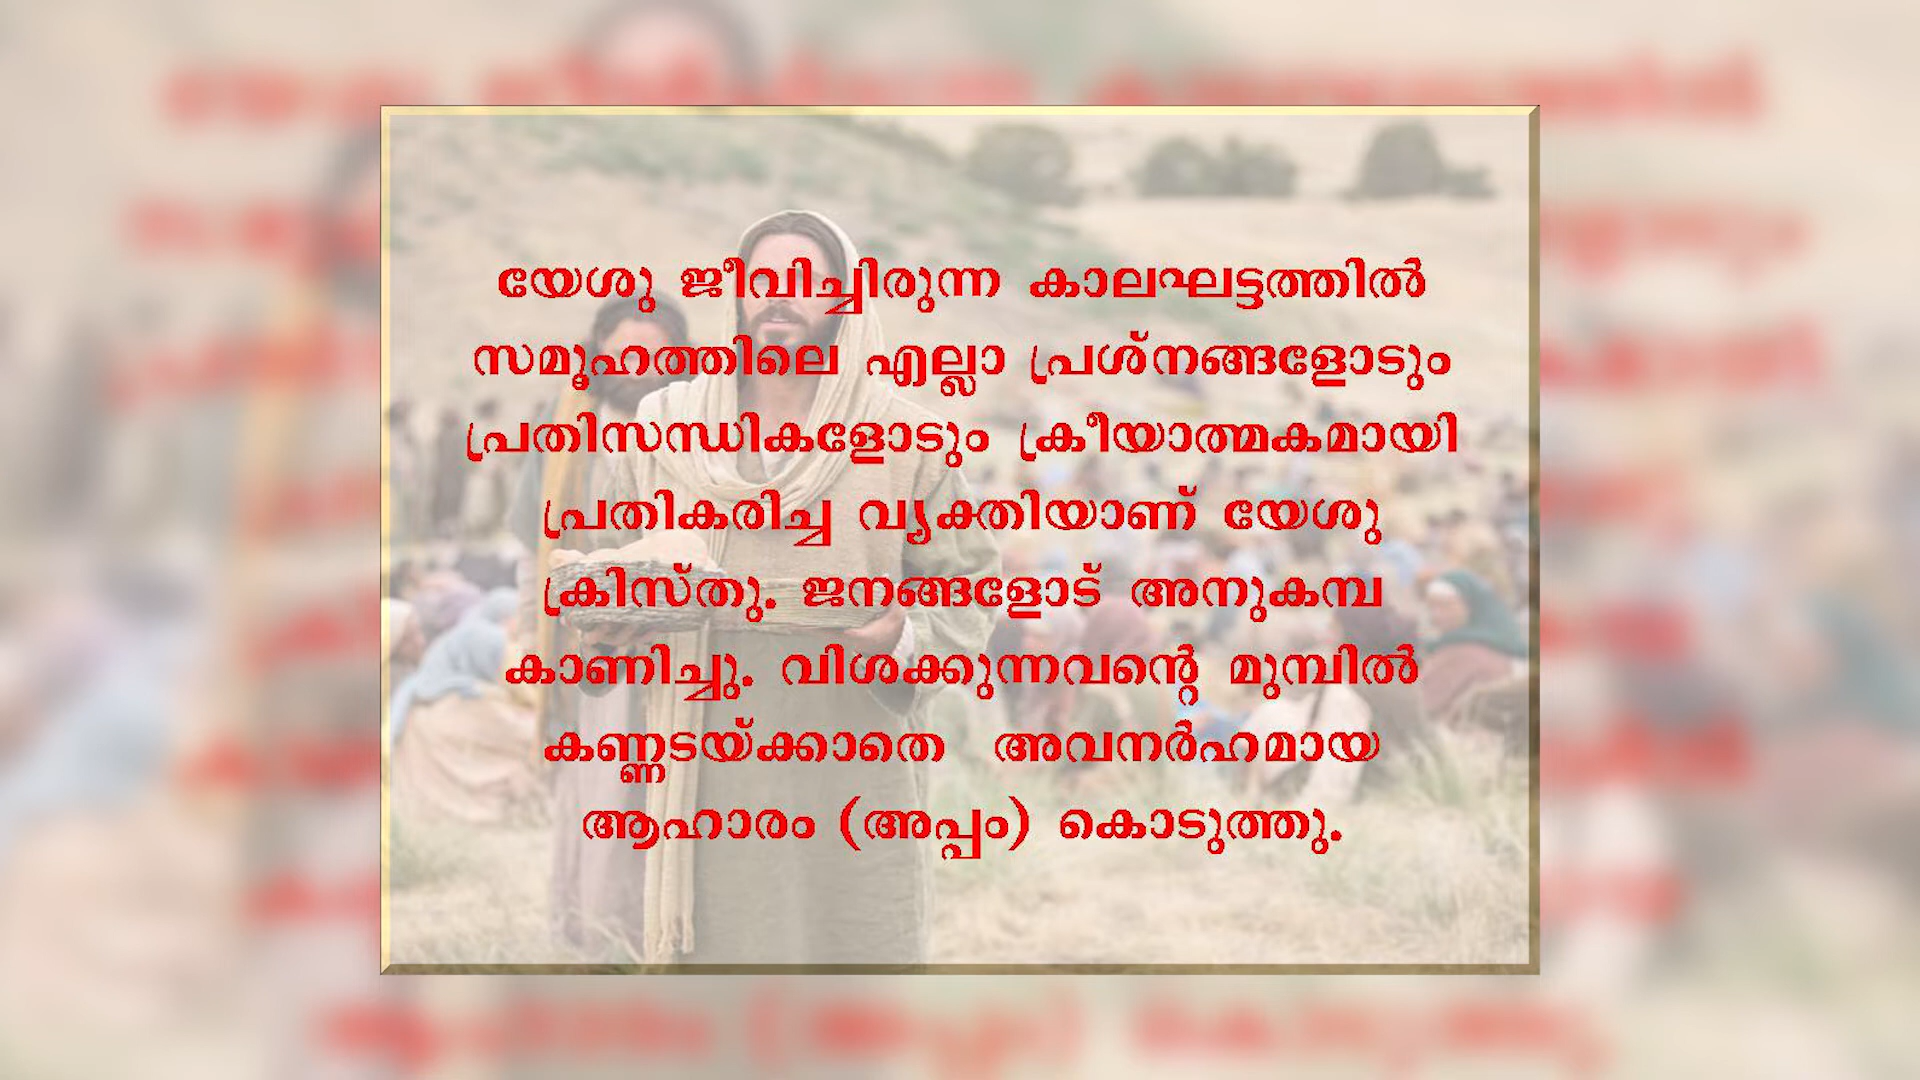 യേശു ജീവിച്ചിരുന്ന കാലഘട്ടത്തിൽ
സമൂഹത്തിലെ എല്ലാ പ്രശ്നങ്ങളോടും
പ്രതിസന്ധികളോടും ക്രീയാത്മകമായി
പ്രതികരിച്ച വ്യക്തിയാണ് യേശു
ക്രിസ്തു. ജനങ്ങളോട് അനുകമ്പ
കാണിച്ചു. വിശക്കുന്നവന്റെ മുമ്പിൽ
കണ്ണടയ്ക്കാതെ അവനർഹമായ
ആഹാരം (അപ്പം) കൊടുത്തു.